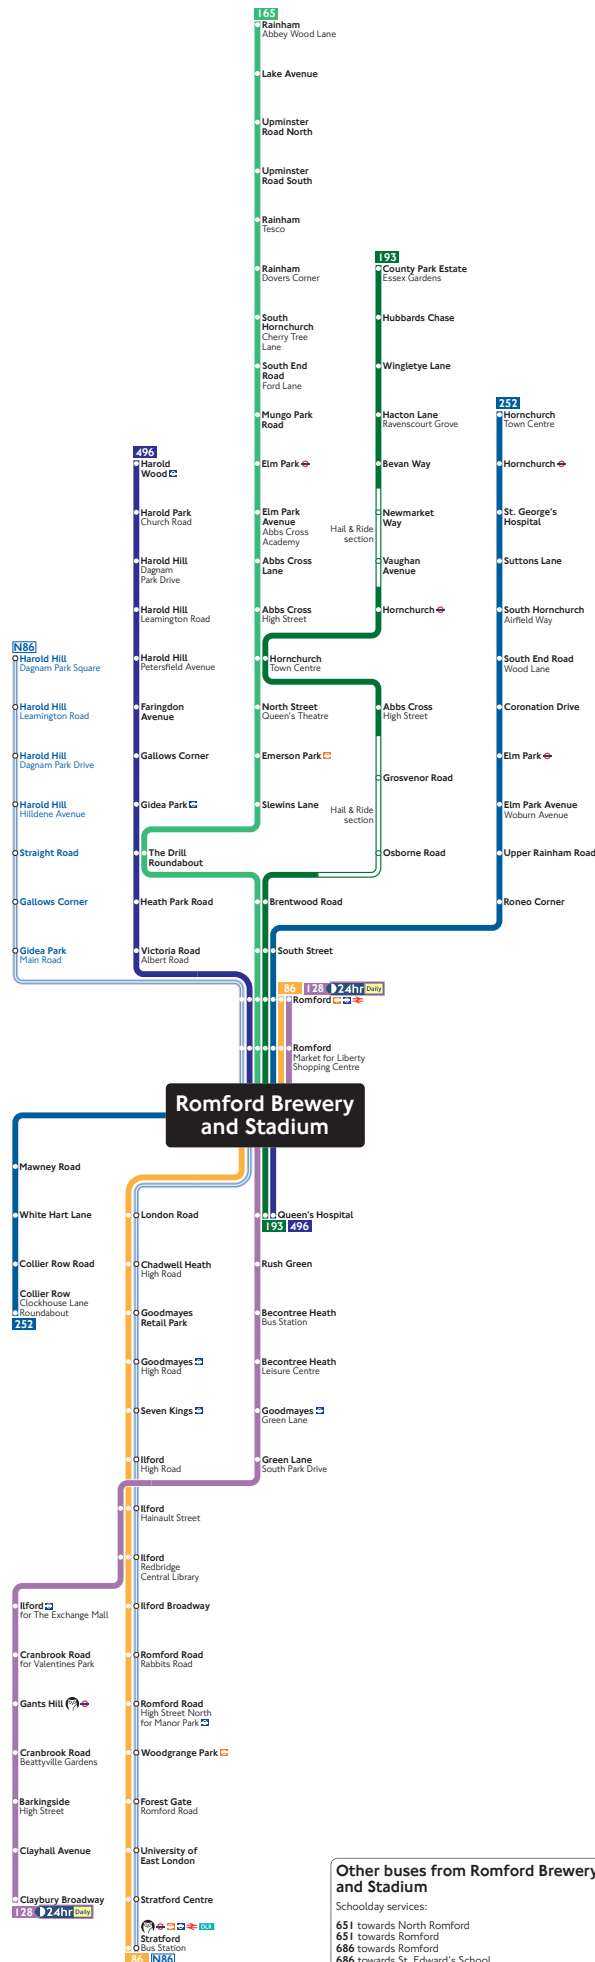 165
Rainham
Abbey Wood Lane
Lake Avenue
Upminster
Road North
Upminster
Road South
Rainham
Tesco
Rainham
Dovers Corner
South
Hornchurch
Cherry Tree
Lane
South End
Road
Ford Lane
Mungo Park
Road
Elm Park
Elm Park
Avenue
Abbs Cross
Academy
Abbs Cross
Lane
Abbs Cross
High Street
Hornchurch
Town Centre
North Street
Queen's Theatre
Emerson Park
Slewins Lane
The Drill
Roundabout
193
County Park Estate
Essex Gardens
Hubbards Chase
Wingletye Lane
Hacton Lane
Ravenscourt Grove
Bevan Way
Newmarket
Way
Hail & Ride
section
Vaughan
Avenue
Hornchurch
Abbs Cross
High Street
Grosvenor Road
Hail & Ride
section
Osborne Road
Brentwood Road
252
Hornchurch
Town Centre
Hornchurch
St. George's
Hospital
Suttons Lane
South Hornchurch
Airfield Way
South End Road
Wood Lane
Coronation Drive
Elm Park
Elm Park Avenue
Woburn Avenue
Upper Rainham Road
Roneo Corner
South Street
496
Harold
Wood
Harold Park
Church Road
Harold Hill
Dagnam
Park Drive
Harold Hill
Leamington Road
Harold Hill
Petersfield Avenue
Faringdon
Avenue
Gallows Corner
Gidea Park
Heath Park Road
Victoria Road
Albert Road
N86
Harold Hill
Dagnam Park Square
Harold Hill
Leamington Road
Harold Hill
Dagnam Park Drive
Harold Hill
Hilldene Avenue
Straight Road
Gallows Corner
Gidea Park
Main Road
86 128 24hr Daily
Romford
Romford
Market for Liberty
Shopping Centre
Romford Brewery
and Stadium
Mawney Road
White Hart Lane
Collier Row Road
Collier Row
Clockhouse Lane
Roundabout
252
London Road
Chadwell Heath
High Road
Goodmayes
Retail Park
Goodmayes
High Road
Seven Kings
Ilford
High Road
Ilford
Hainault Street
Ilford
Redbridge
Central Library
Ilford Broadway
Romford Road
Rabbits Road
Romford Road
High Street North
for Manor Park
Woodgrange Park
Forest Gate
Romford Road
University of
East London
Stratford Centre
DLR
Stratford
Bus Station
86 N86
Queen's Hospital
193 496
Rush Green
Becontree Heath
Bus Station
Becontree Heath
Leisure Centre
Goodmayes
Green Lane
Green Lane
South Park Drive
Ilford
for The Exchange Mall
Cranbrook Road
for Valentines Park
Gants Hill
Cranbrook Road
Beattyville Gardens
Barkingside
High Street
Clayhall Avenue
Claybury Broadway
128 24hr Daily
Other buses from Romford Brewery
and Stadium
Schoolday services:
651 towards North Romford
651 towards Romford
686 towards Romford
686 towards St. Edward's School